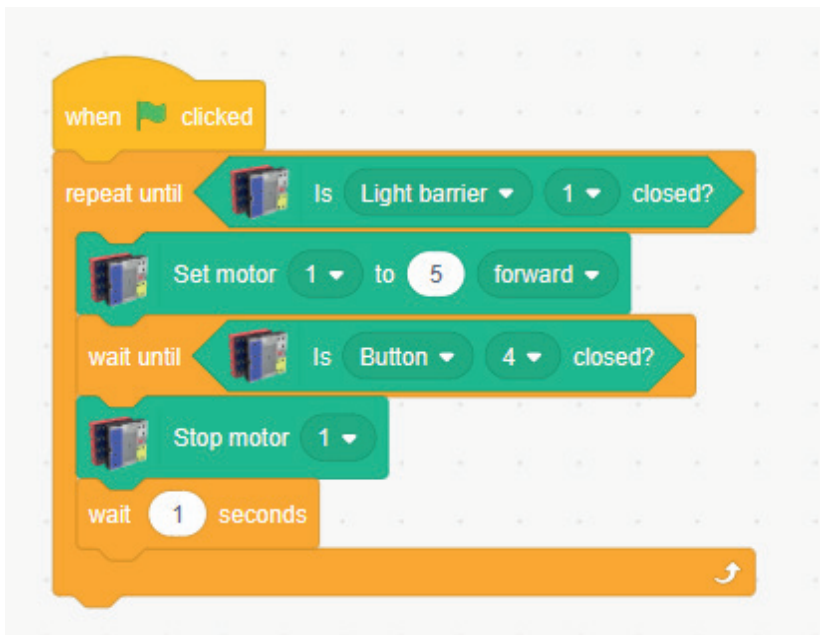 when clicked
repeat until Is Light barrier 1 closed?
Set motor 1 to 5 forward
wait until Is Button 4 closed?
Stop motor 1
wait 1 seconds